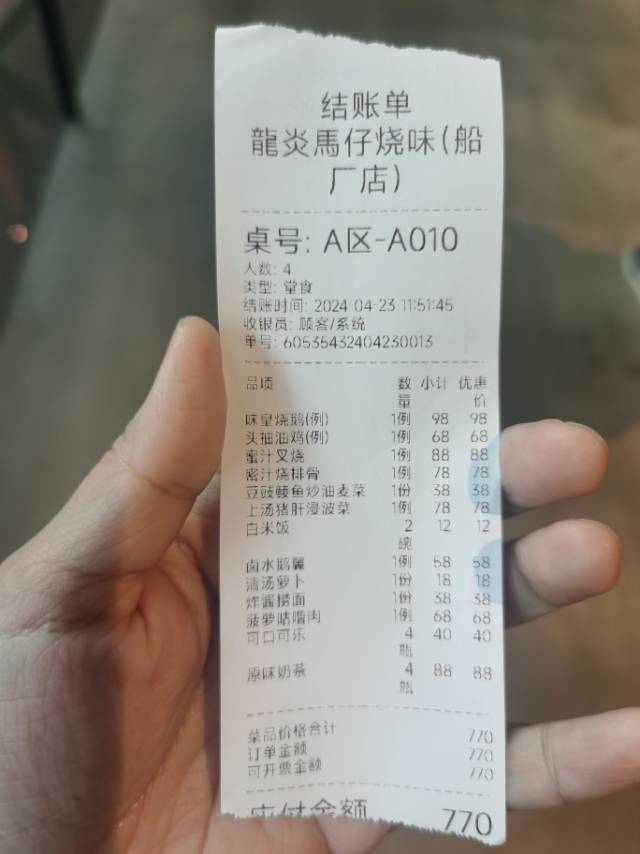 结账单
龍炎馬仔烧味(船
厂店)
桌号: A区-A010
人数: 4
类型: 堂食
结账时间: 2024-04-23 11:51:45
收银员: 顾客/系统
单号: 60535432404230013
品项 数 小计 优惠
量 价
味皇烧鹅(例) 1例 98 98
头抽油鸡(例) 1例 68 68
蜜汁叉烧 1例 88 88
密汁烧排骨 1例 78 78
豆豉鲮鱼炒油麦菜 1份 38 38
上汤猪肝浸波菜 1例 78 78
白米饭 2 12 12
碗
卤水鹅翼 1例 58 58
清汤萝卜 1份 18 18
炸酱捞面 1份 38 38
菠萝咕噜肉 1例 68 68
可口可乐 4 40 40
瓶
原味奶茶 4 88 88
瓶
菜品价格合计 770
订单金额 770
可开票金额 770
应付金额 770